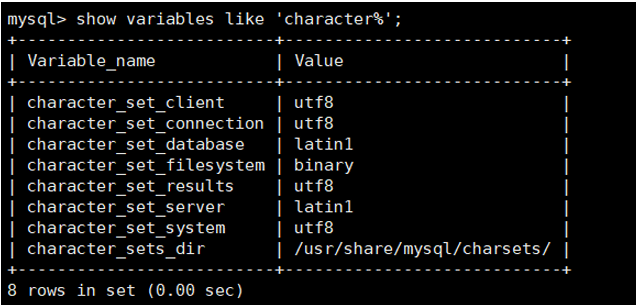 mysql> show variables like 'character%';
+--------------------------+----------------------------+
| Variable_name            | Value                      |
+--------------------------+----------------------------+
| character_set_client     | utf8                       |
| character_set_connection | utf8                       |
| character_set_database   | latin1                     |
| character_set_filesystem | binary                     |
| character_set_results    | utf8                       |
| character_set_server     | latin1                     |
| character_set_system     | utf8                       |
| character_sets_dir       | /usr/share/mysql/charsets/ |
+--------------------------+----------------------------+
8 rows in set (0.00 sec)